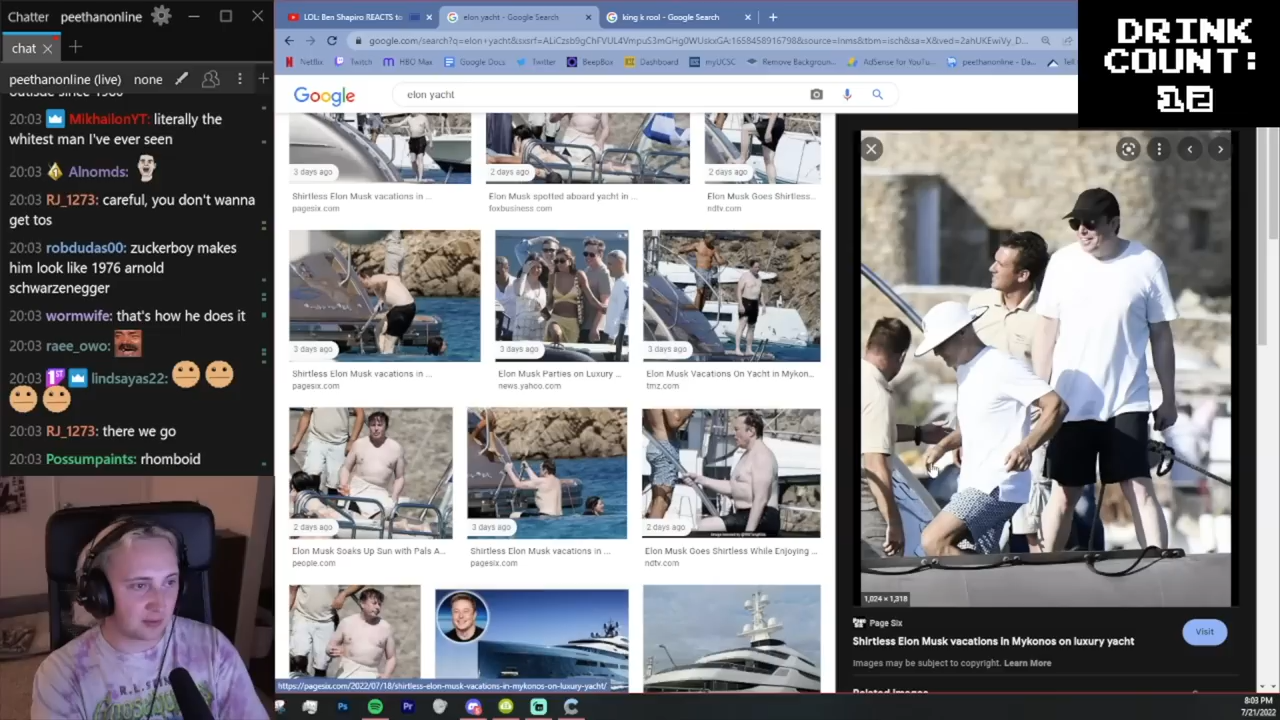 Chatter peethanonline
chat
peethanonline (live) none
20:03 MikhailonYT: literally the
whitest man I've ever seen
20:03 Alnomds:
20:03 RJ_1273: careful, you don't wanna
get dos
20:03 robdudas00: zuckerboy makes
him look like 1976 arnold
schwarzenegger
20:03 wormwife: that's how he does it
20:03 raee_owo:
20:03 1ST lindsayas22:
20:03 RJ_1273: there we go
20:03 Possumpaints: rhomboid
LOL: Ben Shapiro REACTS to
elon yacht - Google Search
king k rool - Google Search
Netflix Twitch HBO Max Google Docs Twitter BeepBox Dashboard myUCSC Remove Backgroun... AdSense for YouTu... peethanonline - Da...
DRINK
COUNT:
12
Google
elon yacht
3 days ago
2 days ago
2 days ago
Shirtless Elon Musk vacations in ...
pagesix.com
Elon Musk spotted aboard yacht in ...
foxbusiness.com
Elon Musk Goes Shirtless...
ndtv.com
3 days ago
3 days ago
3 days ago
Shirtless Elon Musk vacations in ...
pagesix.com
Elon Musk Parties on Luxury ...
news.yahoo.com
Elon Musk Vacations On Yacht in Mykon...
tmz.com
2 days ago
3 days ago
2 days ago
Elon Musk Soaks Up Sun with Pals A...
people.com
Shirtless Elon Musk vacations in ...
pagesix.com
Elon Musk Goes Shirtless While Enjoying ...
ndtv.com
1,024 × 1,318
Page Six
Shirtless Elon Musk vacations in Mykonos on luxury yacht
Visit
Images may be subject to copyright. Learn More
https://pagesix.com/2022/07/18/shirtless-elon-musk-vacations-in-mykonos-on-luxury-yacht/
8:03 PM
7/21/2022